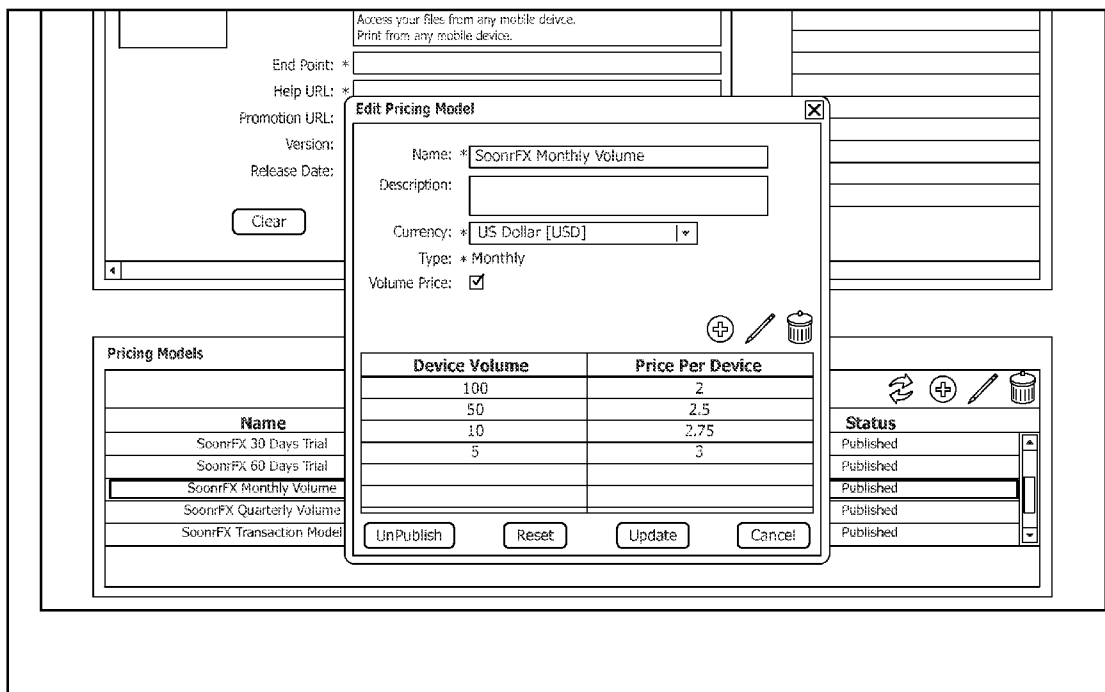 Access your files from any mobile deivce.
Print from any mobile device.
End Point: *
Help URL: *
Promotion URL:
Version:
Release Date:
Clear
Edit Pricing Model
Name: * SoonrFX Monthly Volume
Description:
Currency: * US Dollar [USD]
Type: * Monthly
Volume Price:
Device Volume Price Per Device
100 2
50 2.5
10 2.75
5 3
UnPublish Reset Update Cancel
Pricing Models
Name Status
SoonrFX 30 Days Trial Published
SoonrFX 60 Days Trial Published
SoonrFX Monthly Volume Published
SoonrFX Quarterly Volume Published
SoonrFX Transaction Model Published